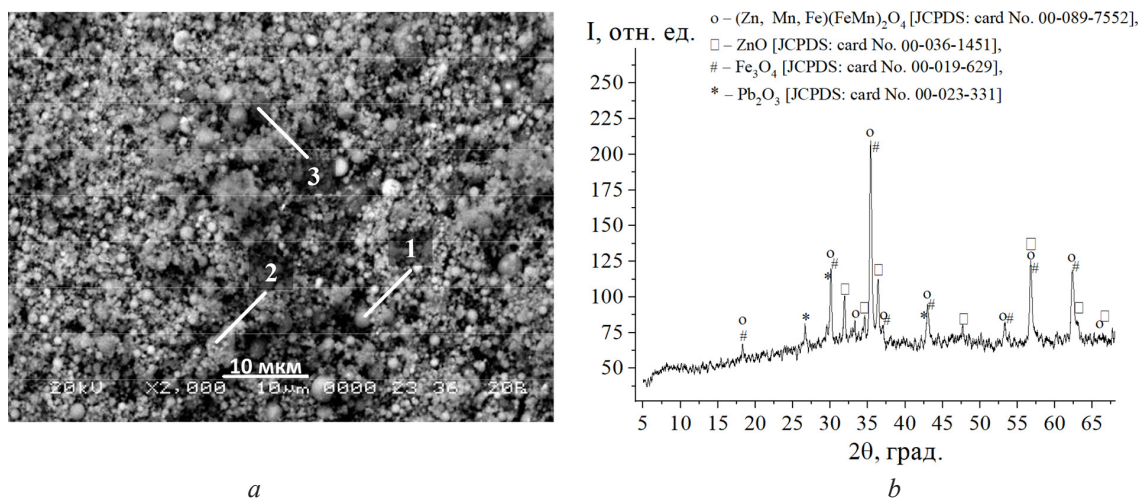 3
1
2
10 мкм
20kV X2,000 10µm 0000 23 36
o – (Zn, Mn, Fe)(FeMn)₂O₄ [JCPDS: card No. 00-089-7552],
□ – ZnO [JCPDS: card No. 00-036-1451],
# – Fe₃O₄ [JCPDS: card No. 00-019-629],
* – Pb₂O₃ [JCPDS: card No. 00-023-331]
I, отн. ед.
250
225
200
175
150
125
100
75
50
5 10 15 20 25 30 35 40 45 50 55 60 65
2θ, град.
a
b